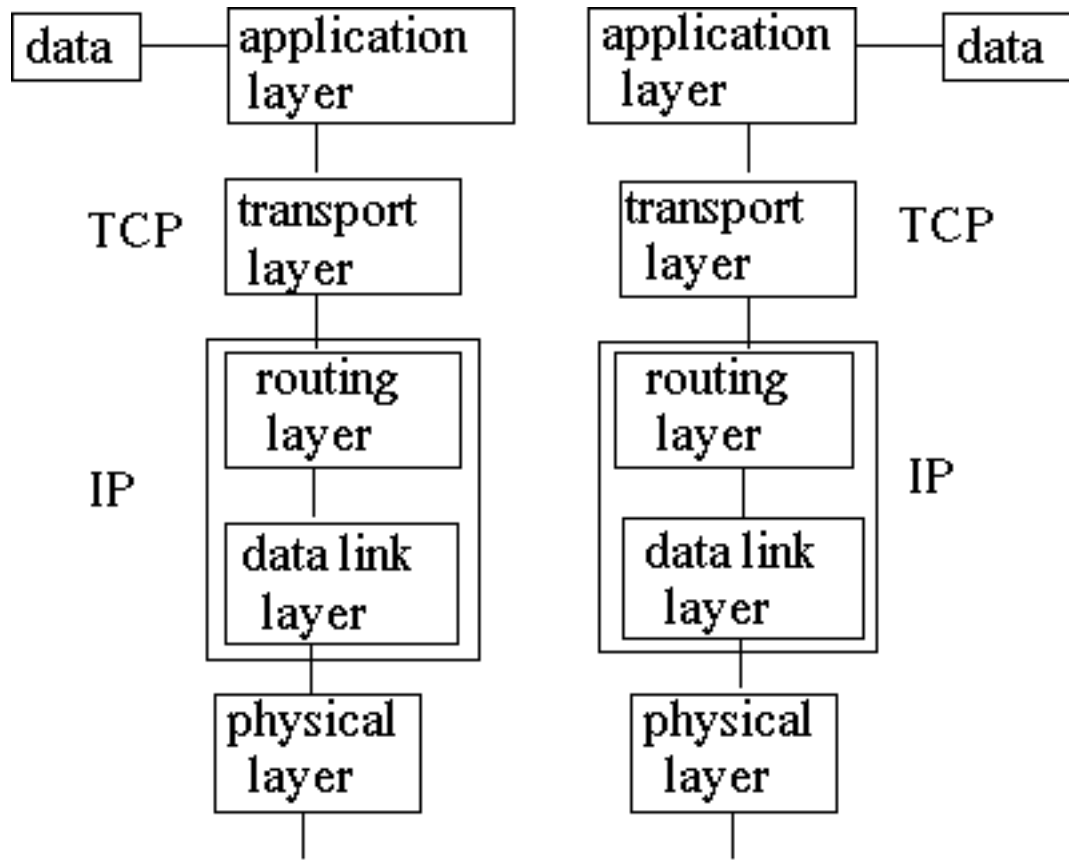 data
application
layer
application
layer
data
TCP
transport
layer
transport
layer
TCP
IP
routing
layer
data link
layer
routing
layer
data link
layer
IP
physical
layer
physical
layer